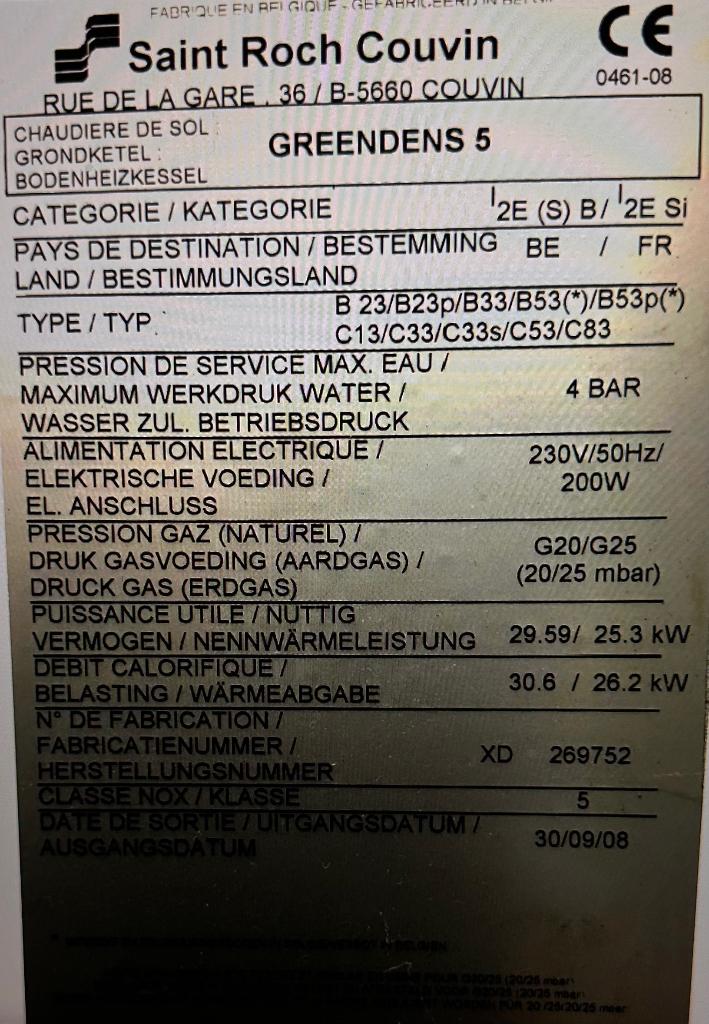 FABRIQUE EN BELGIQUE - GEFABRICEERD IN
Saint Roch Couvin
CE
0461-08
RUE DE LA GARE . 36 / B-5660 COUVIN
CHAUDIERE DE SOL :
GRONDKETEL :
BODENHEIZKESSEL
GREENDENS 5
CATEGORIE / KATEGORIE I2E (S) B/ I2E Si
PAYS DE DESTINATION / BESTEMMING BE / FR
LAND / BESTIMMUNGSLAND
TYPE / TYP
B 23/B23p/B33/B53(*)/B53p(*)
C13/C33/C33s/C53/C83
PRESSION DE SERVICE MAX. EAU /
MAXIMUM WERKDRUK WATER / 4 BAR
WASSER ZUL. BETRIEBSDRUCK
ALIMENTATION ELECTRIQUE / 230V/50Hz/
ELEKTRISCHE VOEDING / 200W
EL. ANSCHLUSS
PRESSION GAZ (NATUREL) / G20/G25
DRUK GASVOEDING (AARDGAS) / (20/25 mbar)
DRUCK GAS (ERDGAS)
PUISSANCE UTILE / NUTTIG
VERMOGEN / NENNWÄRMELEISTUNG 29.59/ 25.3 kW
DEBIT CALORIFIQUE /
BELASTING / WÄRMEABGABE 30.6 / 26.2 kW
N° DE FABRICATION /
FABRICATIENUMMER / XD 269752
HERSTELLUNGSNUMMER
CLASSE NOX / KLASSE 5
DATE DE SORTIE / UITGANGSDATUM / 30/09/08
AUSGANGSDATUM